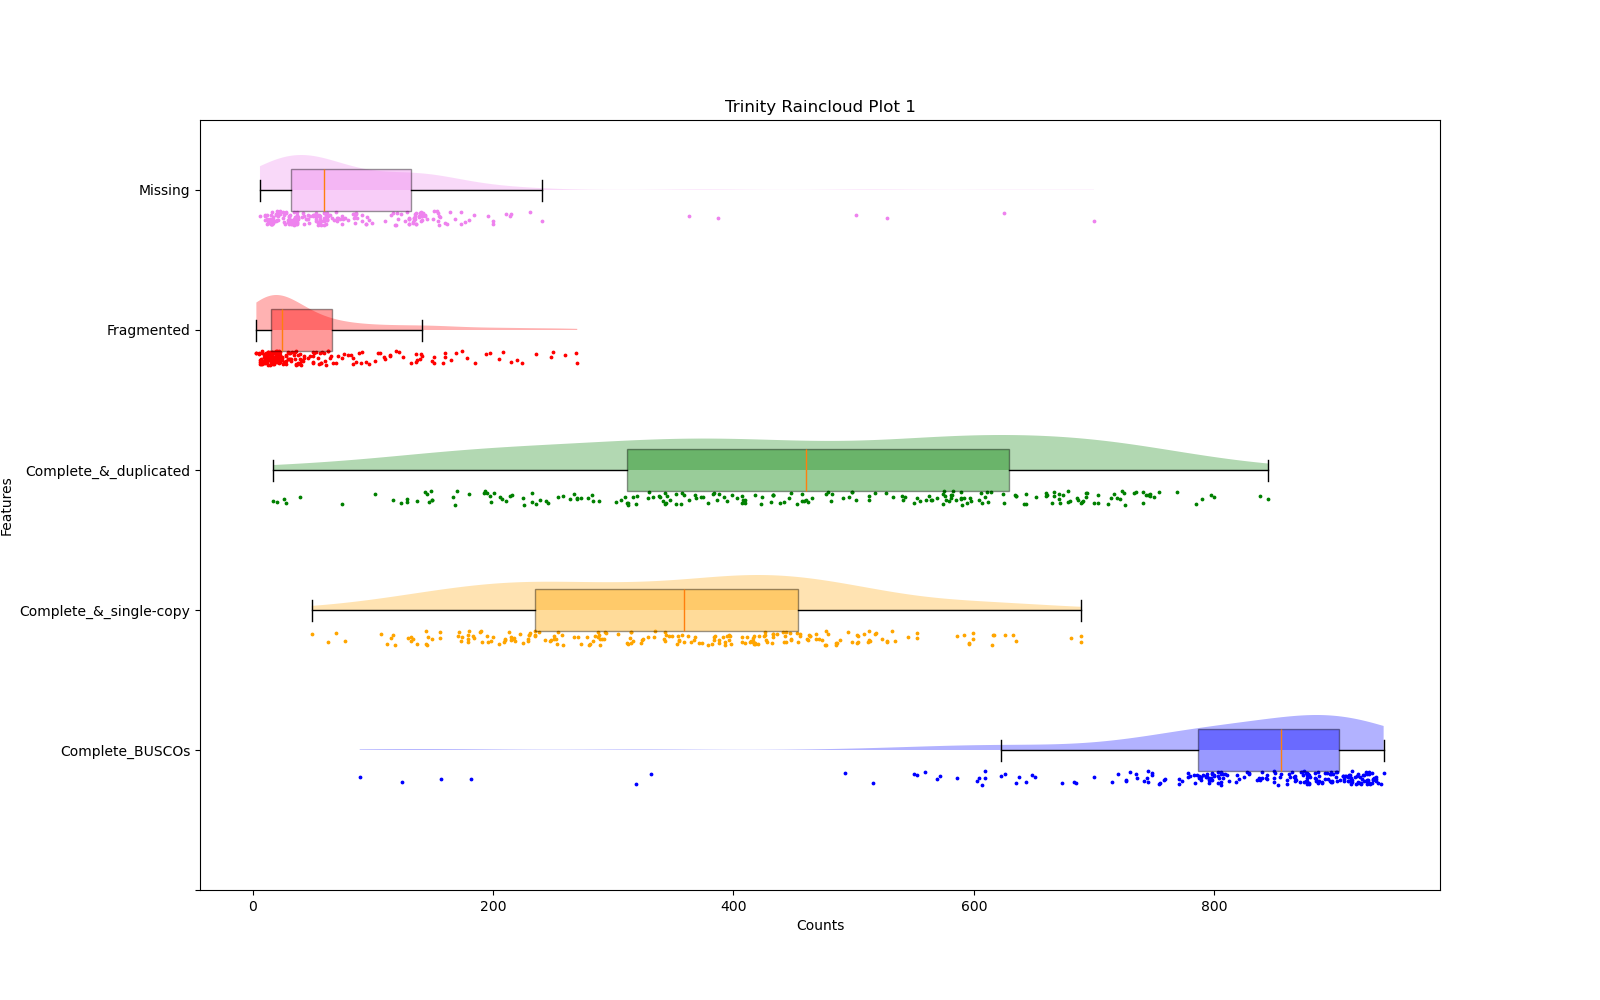 Trinity Raincloud Plot 1
Missing
Fragmented
Complete_&_duplicated
Complete_&_single-copy
Complete_BUSCOs
Features
0 200 400 600 800
Counts